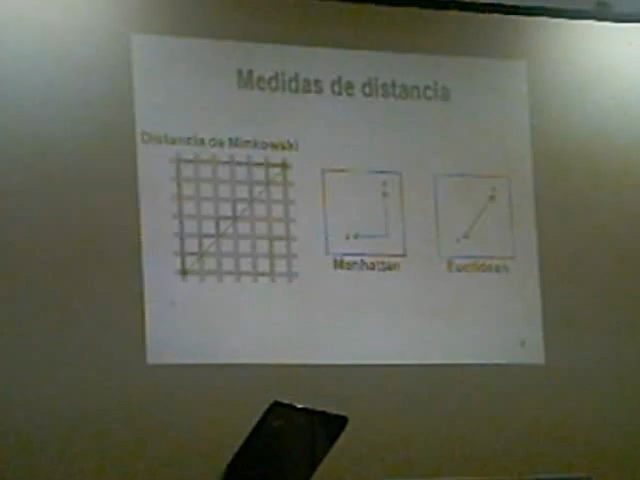 Medidas de distancia
Distancia de Minkowski
Manhattan
Euclidean